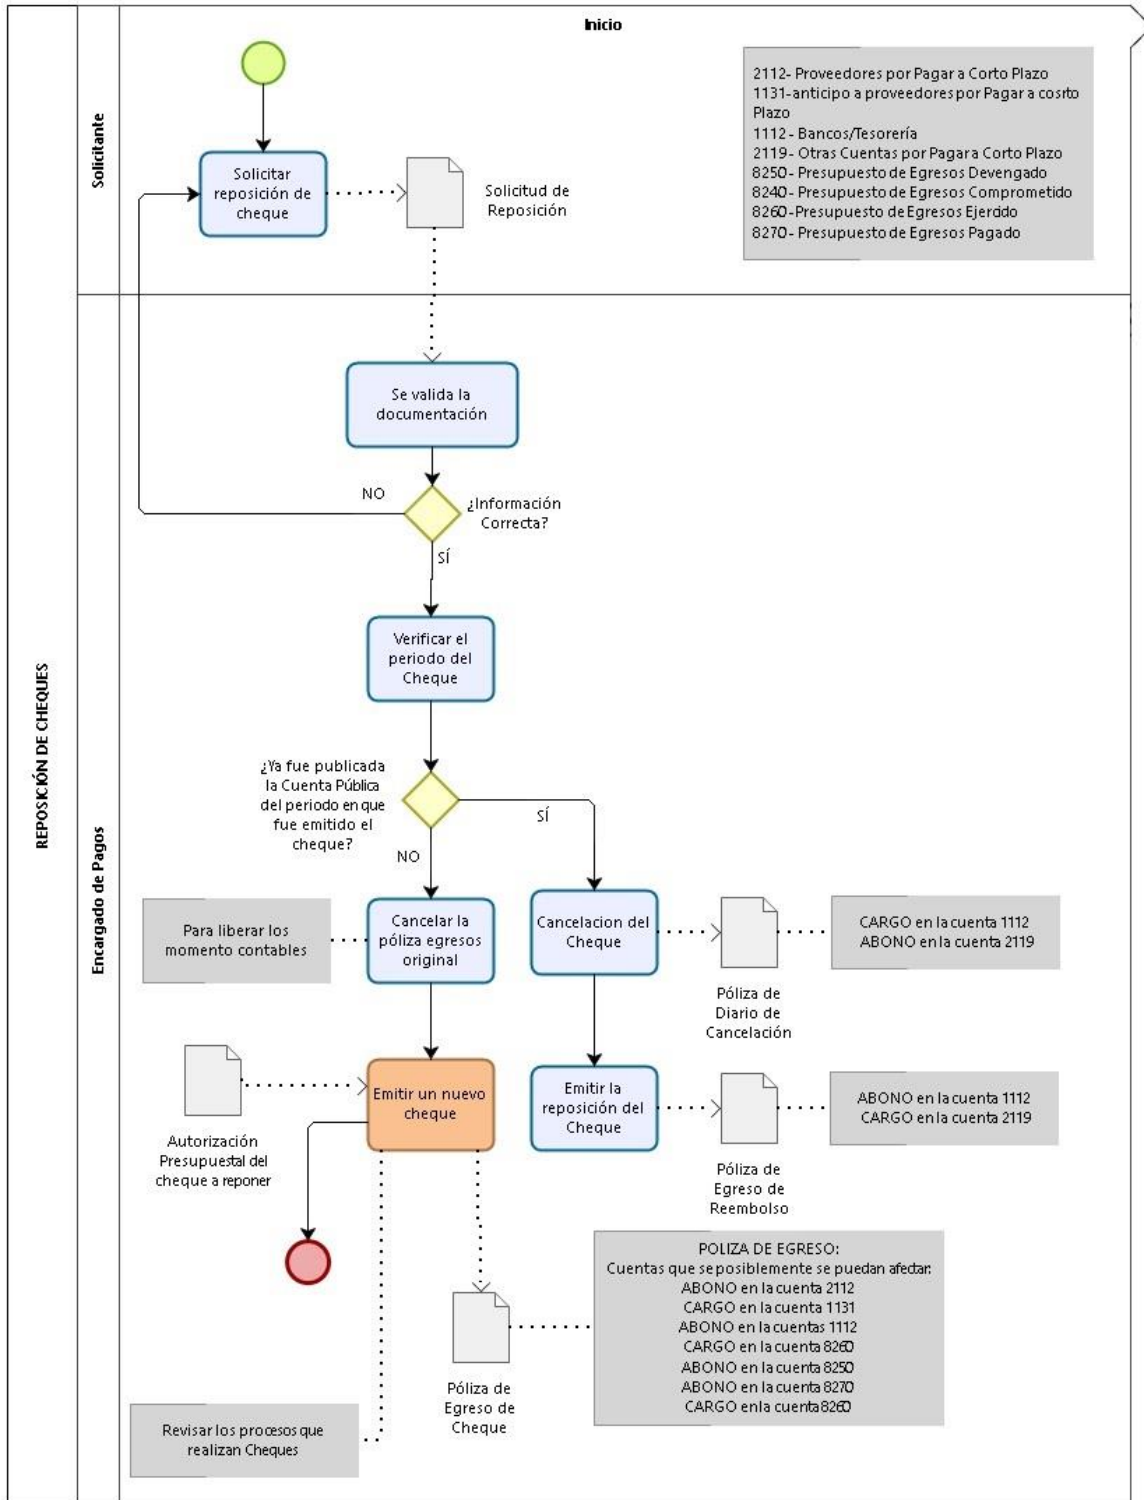 Inicio
REPOSICIÓN DE CHEQUES
Solicitante
Solicitar
reposición de
cheque
Solicitud de
Reposición
2112- Proveedores por Pagar a Corto Plazo
1131-anticipo a proveedores por Pagar a cosrto
Plazo
1112 - Bancos/Tesorería
2119- Otras Cuentas por Pagar a Corto Plazo
8250- Presupuesto de Egresos Devengado
8240- Presupuesto de Egresos Comprometido
8260-Presupuesto de Egresos Ejercido
8270- Presupuesto de Egresos Pagado
Encargado de Pagos
Se valida la
documentación
NO
¿Información
Correcta?
SÍ
Verificar el
periodo del
Cheque
¿Ya fue publicada
la Cuenta Pública
del periodo en que
fue emitido el
cheque?
SÍ
NO
Para liberar los
momento contables
Cancelar la
póliza egresos
original
Cancelacion del
Cheque
Póliza de
Diario de
Cancelación
CARGO en la cuenta 1112
ABONO en la cuenta 2119
Autorización
Presupuestal del
cheque a reponer
Emitir un nuevo
cheque
Emitir la
reposición del
Cheque
Póliza de
Egreso de
Reembolso
ABONO en la cuenta 1112
CARGO en la cuenta 2119
Póliza de
Egreso de
Cheque
POLIZA DE EGRESO:
Cuentas que se posiblemente se puedan afectar:
ABONO en la cuenta 2112
CARGO en la cuenta 1131
ABONO en la cuentas 1112
CARGO en la cuenta 8260
ABONO en la cuenta 8250
ABONO en la cuenta 8270
CARGO en la cuenta 8260
Revisar los procesos que
realizan Cheques